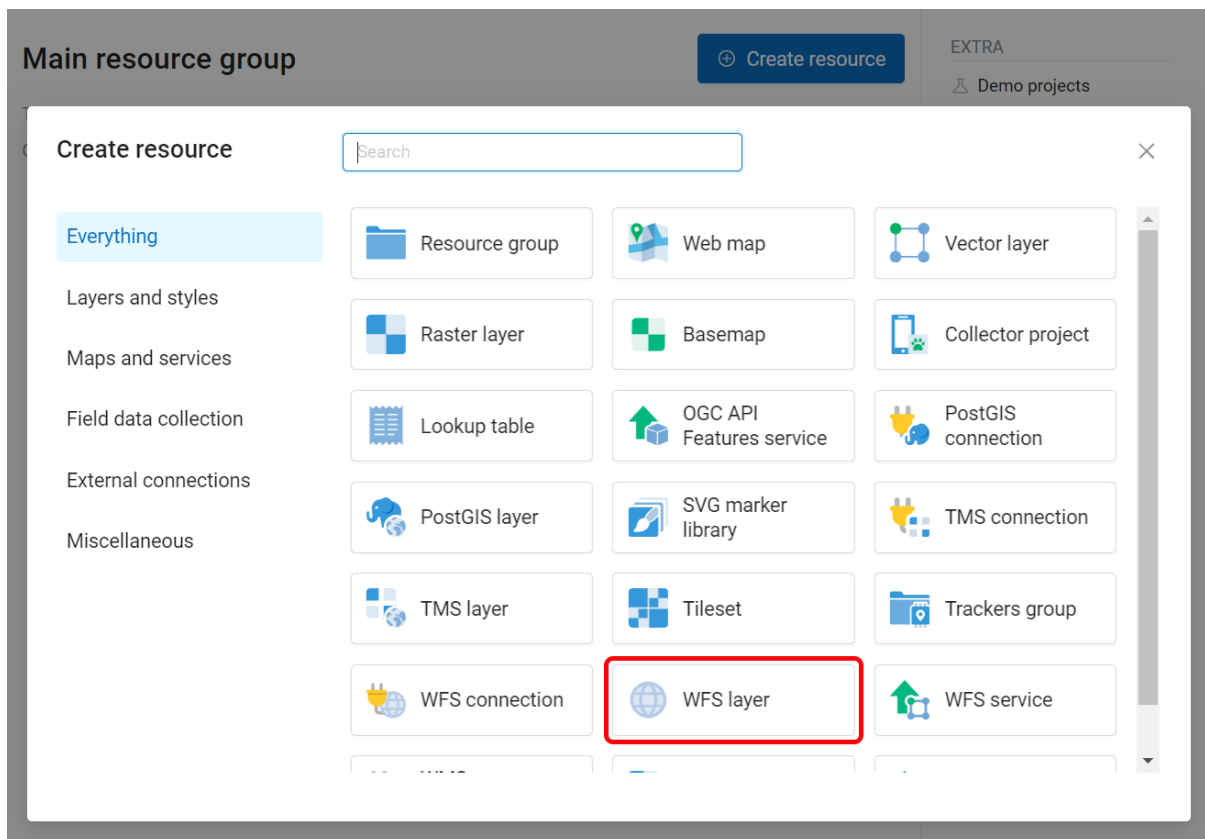 Main resource group
Create resource
EXTRA
Demo projects
Create resource
Search
Everything
Layers and styles
Maps and services
Field data collection
External connections
Miscellaneous
Resource group
Web map
Vector layer
Raster layer
Basemap
Collector project
Lookup table
OGC API
Features service
PostGIS
connection
PostGIS layer
SVG marker
library
TMS connection
TMS layer
Tileset
Trackers group
WFS connection
WFS layer
WFS service